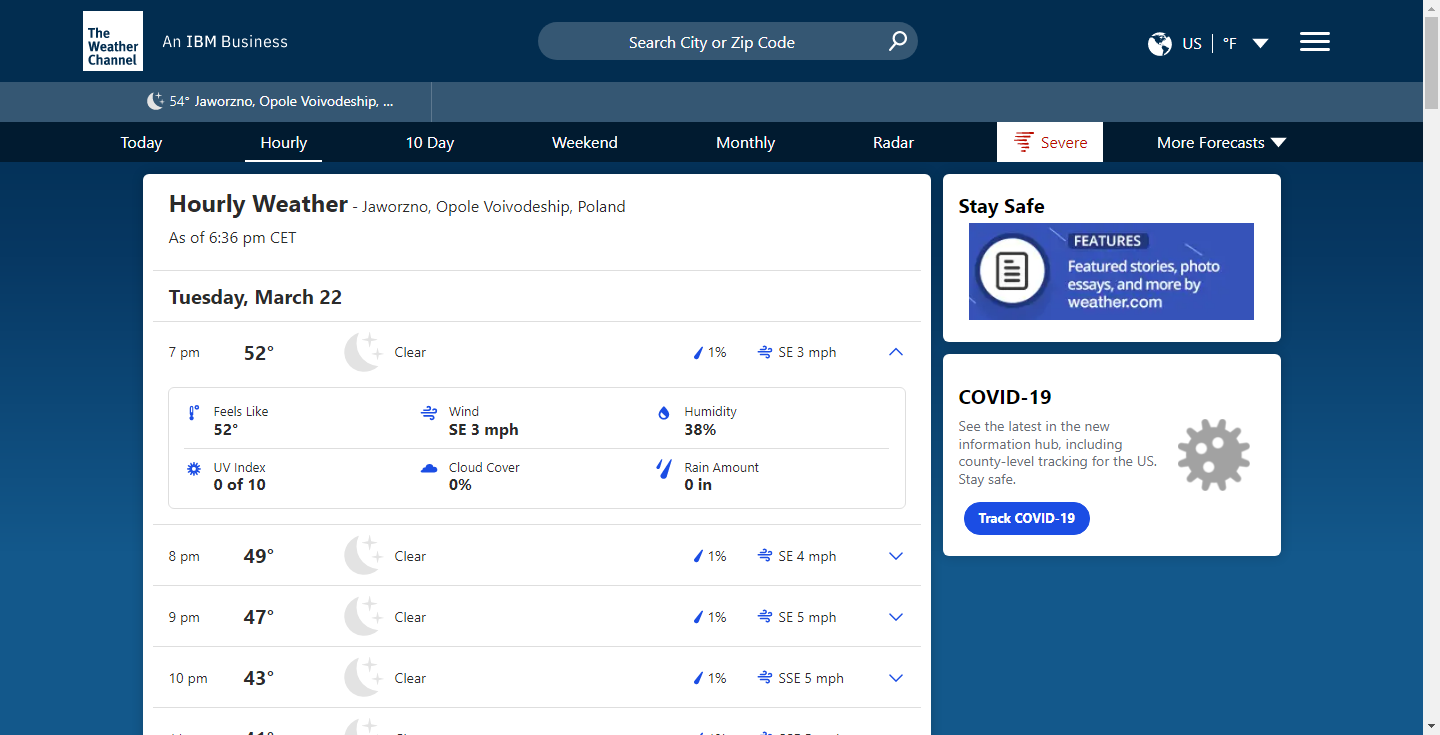 The
Weather
Channel
An IBM Business
Search City or Zip Code
US °F
54° Jaworzno, Opole Voivodeship, ...
Today Hourly 10 Day Weekend Monthly Radar Severe More Forecasts
Hourly Weather - Jaworzno, Opole Voivodeship, Poland
As of 6:36 pm CET
Tuesday, March 22
7 pm 52° Clear 1% SE 3 mph
Feels Like
52°
Wind
SE 3 mph
Humidity
38%
UV Index
0 of 10
Cloud Cover
0%
Rain Amount
0 in
8 pm 49° Clear 1% SE 4 mph
9 pm 47° Clear 1% SE 5 mph
10 pm 43° Clear 1% SSE 5 mph
Stay Safe
FEATURES
Featured stories, photo
essays, and more by
weather.com
COVID-19
See the latest in the new
information hub, including
county-level tracking for the US.
Stay safe.
Track COVID-19